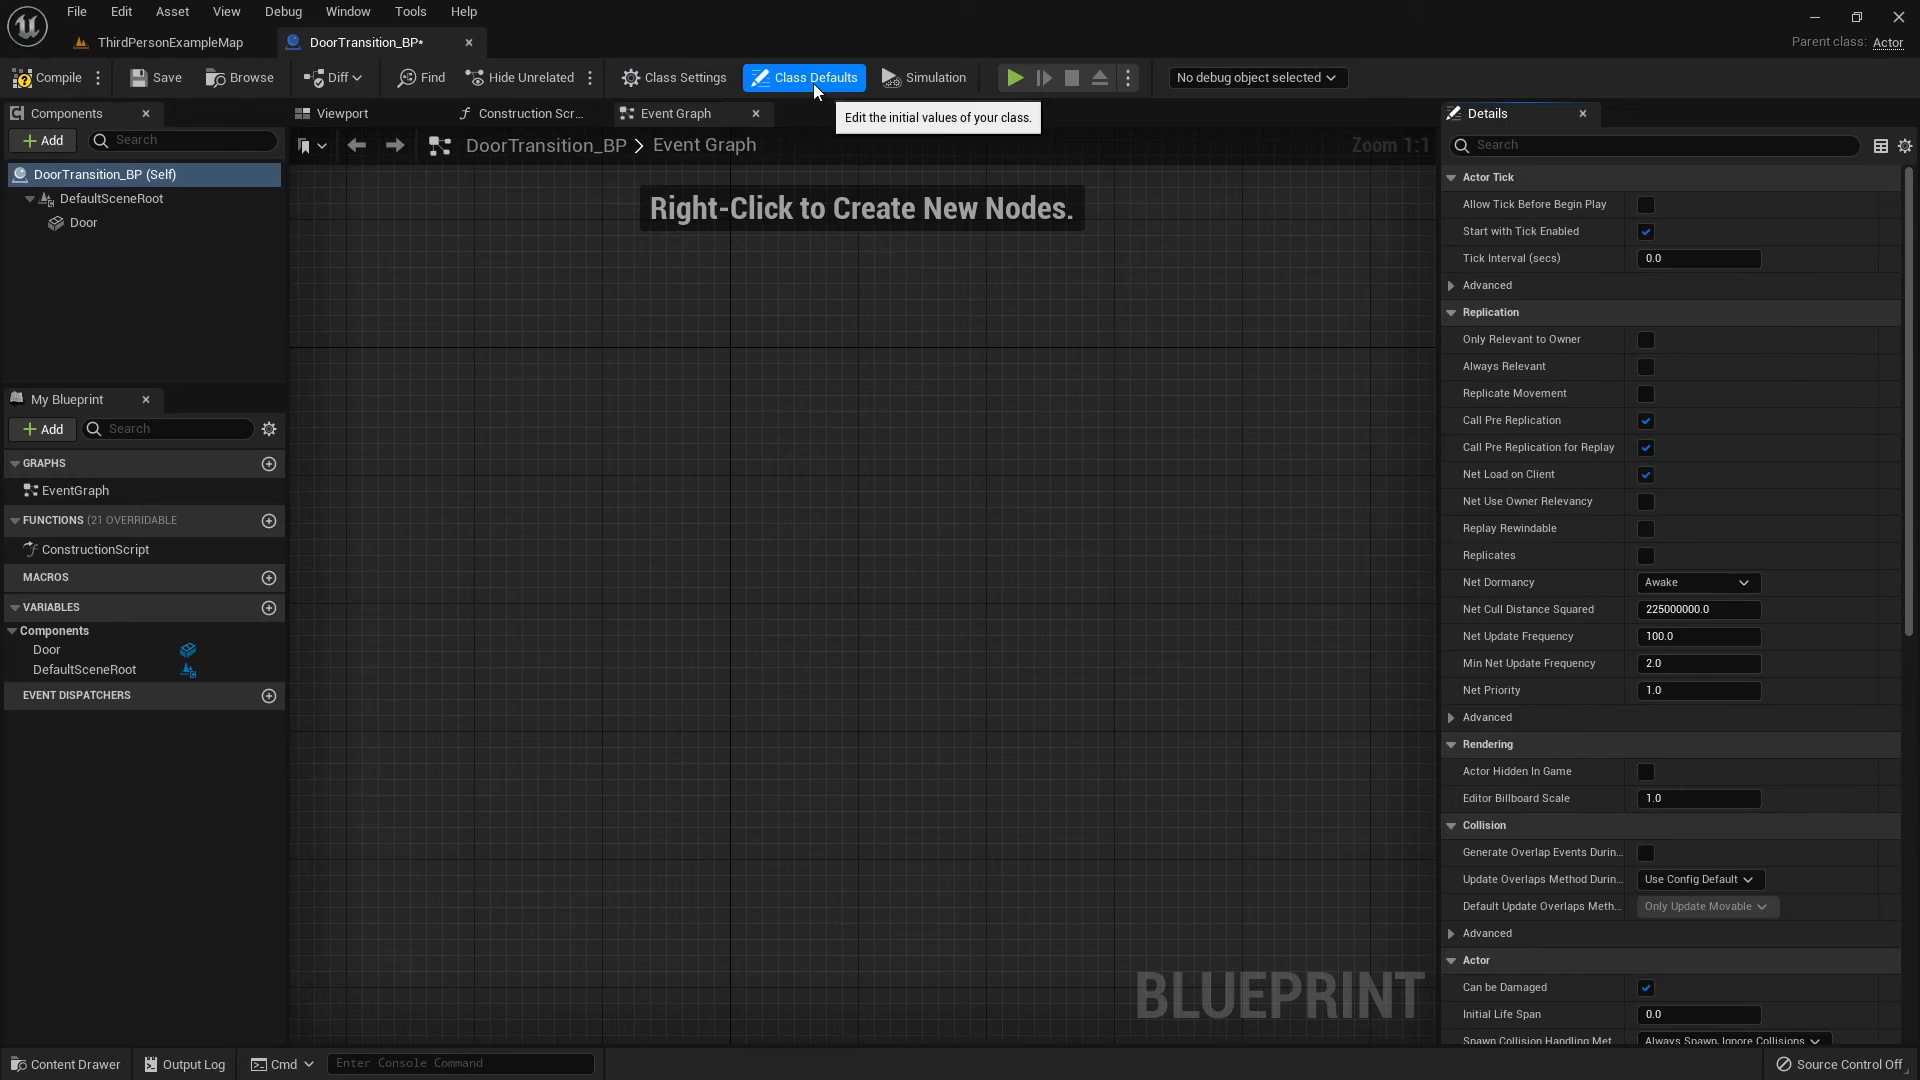 File Edit Asset View Debug Window Tools Help
ThirdPersonExampleMap
DoorTransition_BP*
Parent class: Actor
Compile
Save
Browse
Diff
Find
Hide Unrelated
Class Settings
Class Defaults
Simulation
No debug object selected
Edit the initial values of your class.
Components
Add
Search
DoorTransition_BP (Self)
DefaultSceneRoot
Door
My Blueprint
Add
Search
GRAPHS
EventGraph
FUNCTIONS (21 OVERRIDABLE
ConstructionScript
MACROS
VARIABLES
Components
Door
DefaultSceneRoot
EVENT DISPATCHERS
Viewport
Construction Scr...
Event Graph
DoorTransition_BP > Event Graph
Zoom 1:1
Right-Click to Create New Nodes.
BLUEPRINT
Details
Search
Actor Tick
Allow Tick Before Begin Play
Start with Tick Enabled
Tick Interval (secs) 0.0
Advanced
Replication
Only Relevant to Owner
Always Relevant
Replicate Movement
Call Pre Replication
Call Pre Replication for Replay
Net Load on Client
Net Use Owner Relevancy
Replay Rewindable
Replicates
Net Dormancy Awake
Net Cull Distance Squared 225000000.0
Net Update Frequency 100.0
Min Net Update Frequency 2.0
Net Priority 1.0
Advanced
Rendering
Actor Hidden In Game
Editor Billboard Scale 1.0
Collision
Generate Overlap Events Durin...
Update Overlaps Method Durin... Use Config Default
Default Update Overlaps Meth... Only Update Movable
Advanced
Actor
Can be Damaged
Initial Life Span 0.0
Spawn Collision Handling Met Always Spawn, Ignore Collisions
Content Drawer
Output Log
Cmd
Enter Console Command
Source Control Off